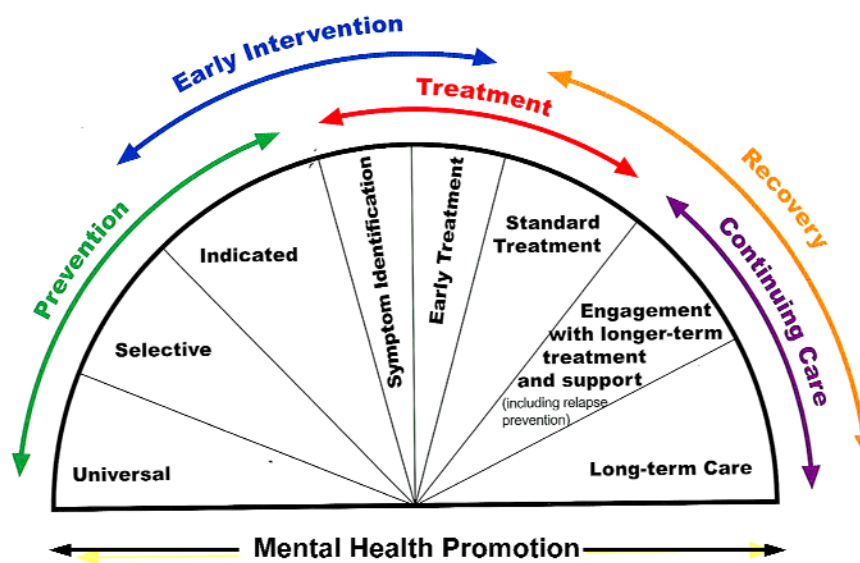 Early Intervention
Treatment
Prevention
Recovery
Continuing Care
Universal
Selective
Indicated
Symptom Identification
Early Treatment
Standard
Treatment
Engagement
with longer-term
treatment
and support
(including relapse
prevention)
Long-term Care
Mental Health Promotion